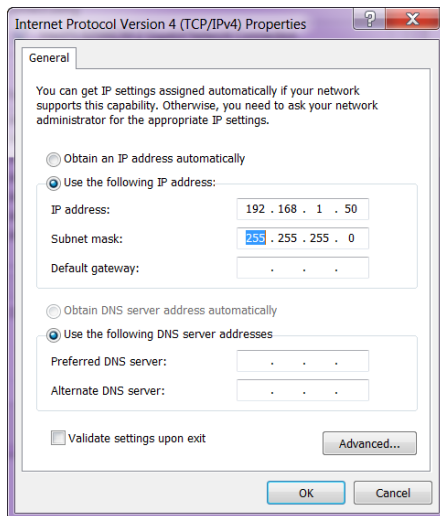 Internet Protocol Version 4 (TCP/IPv4) Properties
General
You can get IP settings assigned automatically if your network
supports this capability. Otherwise, you need to ask your network
administrator for the appropriate IP settings.
Obtain an IP address automatically
Use the following IP address:
IP address: 192 . 168 . 1 . 50
Subnet mask: 255 . 255 . 255 . 0
Default gateway: . . .
Obtain DNS server address automatically
Use the following DNS server addresses
Preferred DNS server: . . .
Alternate DNS server: . . .
Validate settings upon exit
Advanced...
OK Cancel